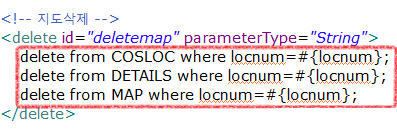 <!-- 지도삭제 -->
<delete id="deletemap" parameterType="String">
delete from COSLOC where locnum=#{locnum};
delete from DETAILS where locnum=#{locnum};
delete from MAP where locnum=#{locnum};
</delete>